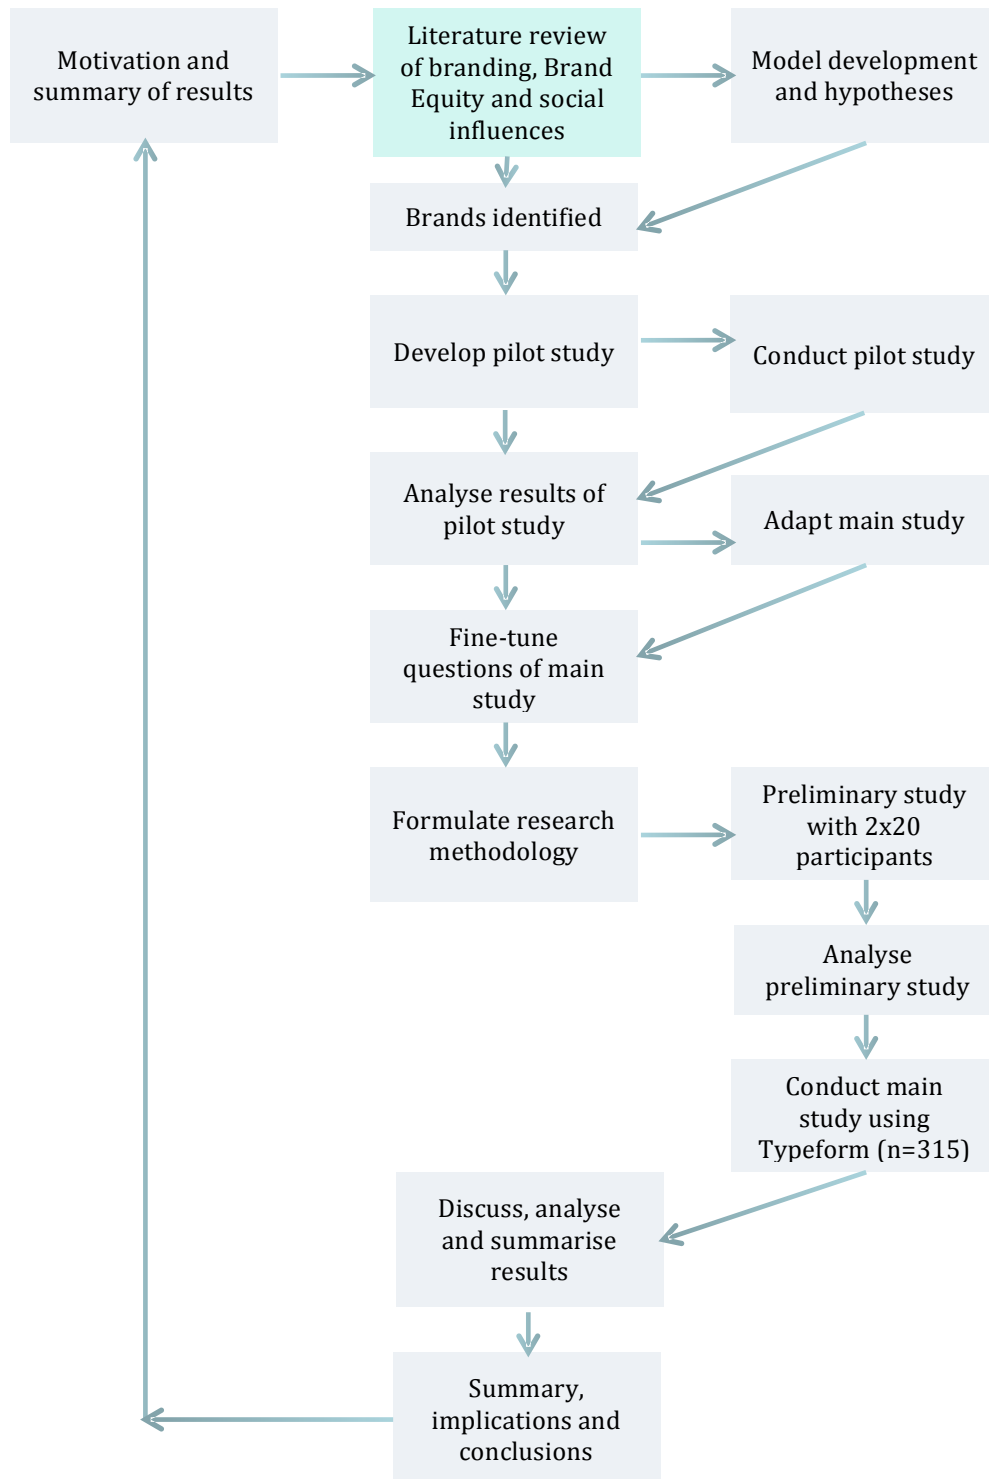 Motivation and
summary of results
Literature review
of branding, Brand
Equity and social
influences
Model development
and hypotheses
Brands identified
Develop pilot study
Conduct pilot study
Analyse results of
pilot study
Adapt main study
Fine-tune
questions of main
study
Formulate research
methodology
Preliminary study
with 2x20
participants
Analyse
preliminary study
Conduct main
study using
Typeform (n=315)
Discuss, analyse
and summarise
results
Summary,
implications and
conclusions